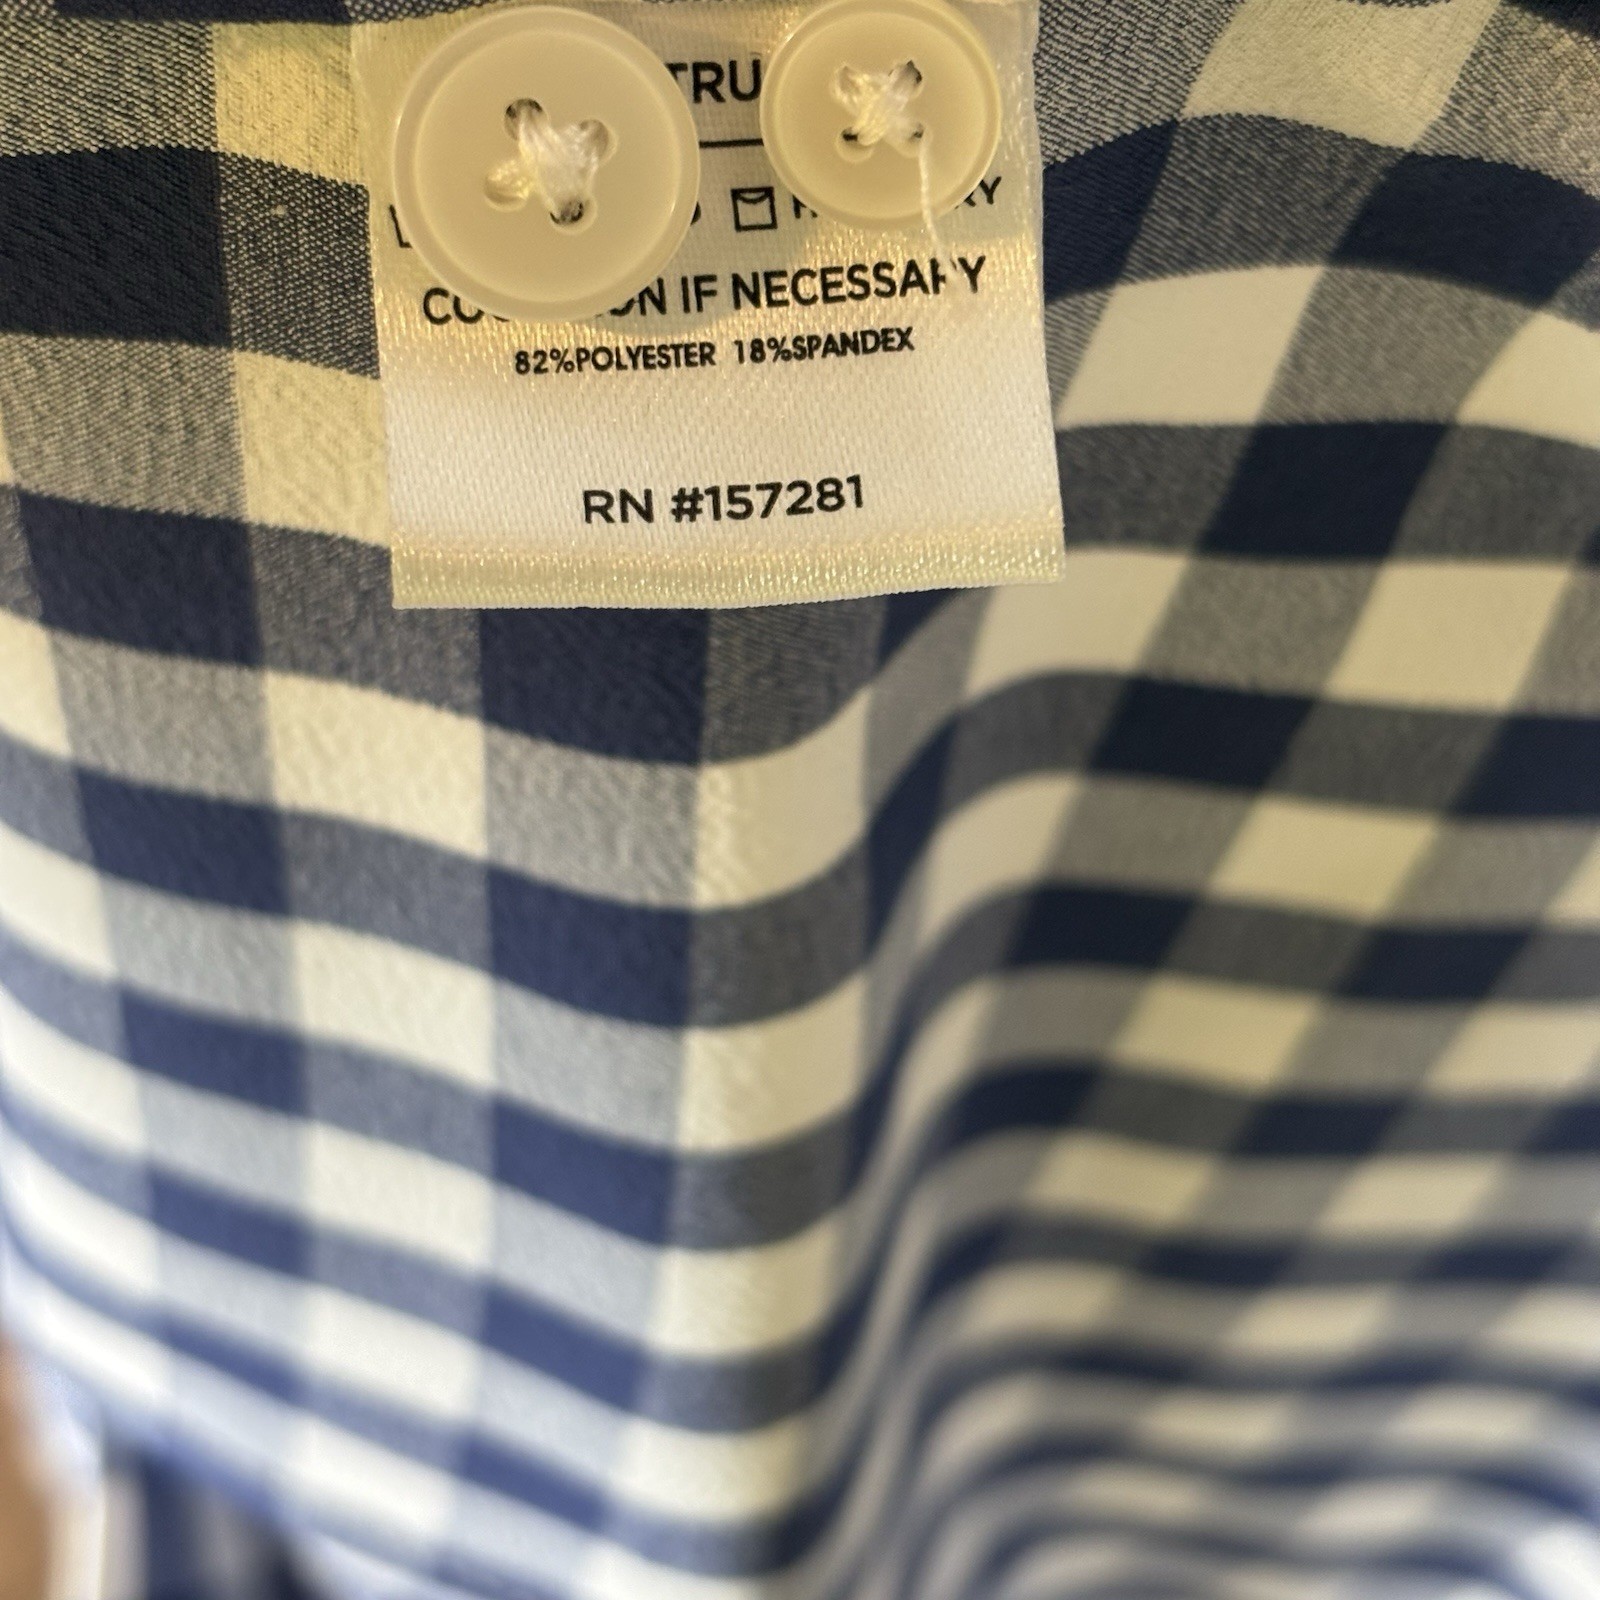 TRU
IF NECESSARY
82%POLYESTER 18%SPANDEX
RN #157281